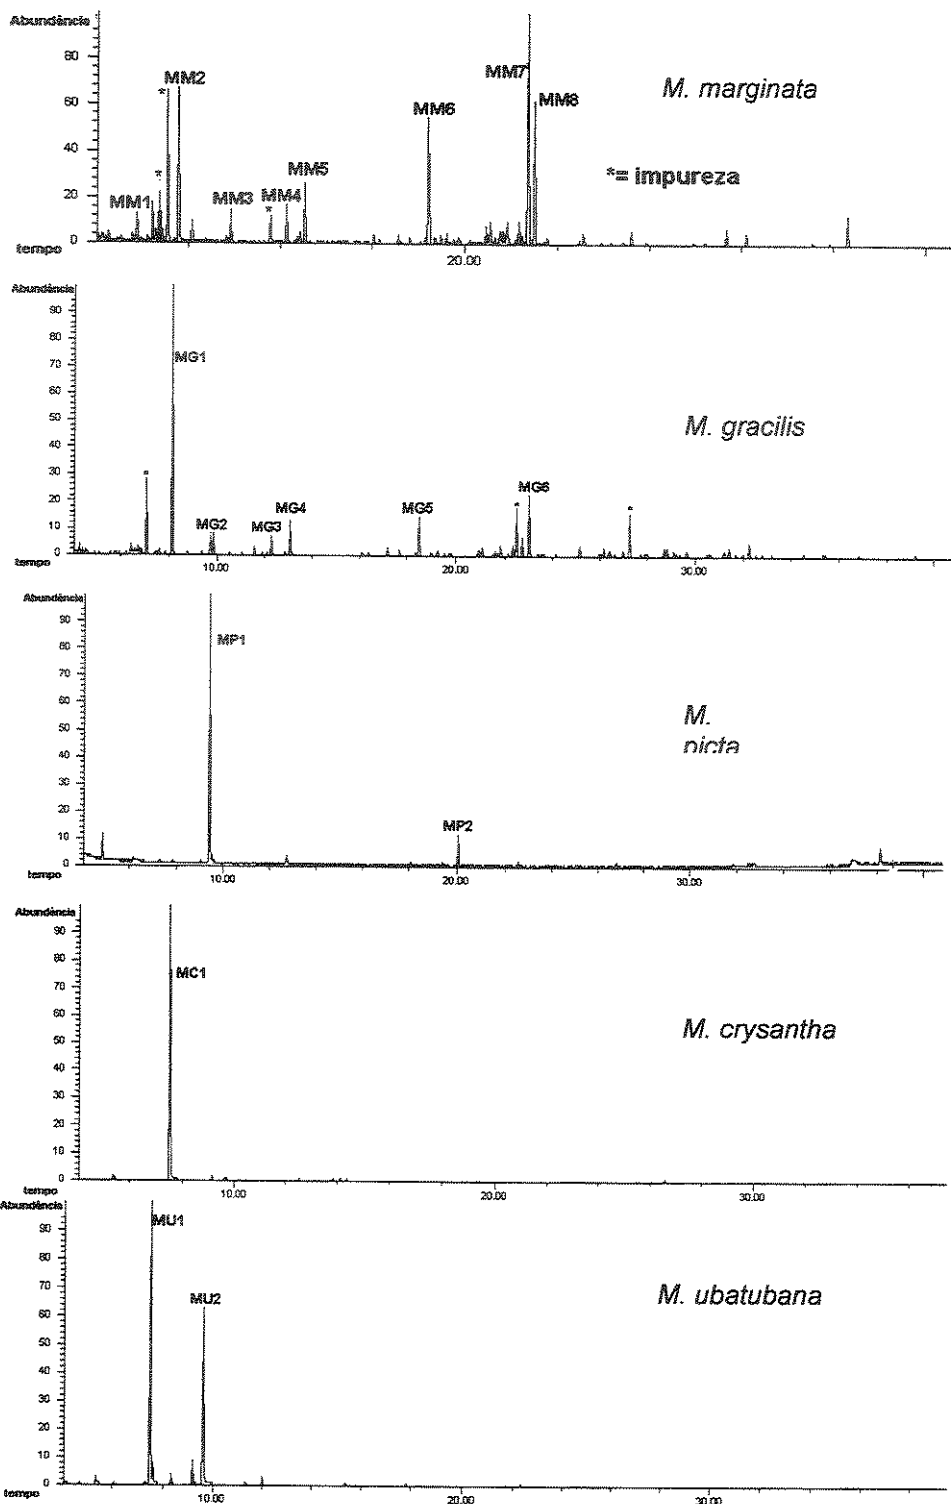 Abundância
80
60
40
20
0
tempo
20.00
MM1
*
*
MM2
MM3
*
MM4
MM5
MM6
MM7
MM8
M. marginata
*= impureza
Abundância
90
80
70
60
50
40
30
20
10
0
tempo
10.00
20.00
30.00
*
MG1
MG2
MG3
MG4
MG5
*
MG6
*
M. gracilis
Abundância
90
80
70
60
50
40
30
20
10
0
tempo
10.00
20.00
30.00
MP1
MP2
M.
picta
Abundância
90
80
70
60
50
40
30
20
10
0
tempo
10.00
20.00
30.00
MC1
M. crysantha
Abundância
90
80
70
60
50
40
30
20
10
0
tempo
10.00
20.00
30.00
MU1
MU2
M. ubatubana